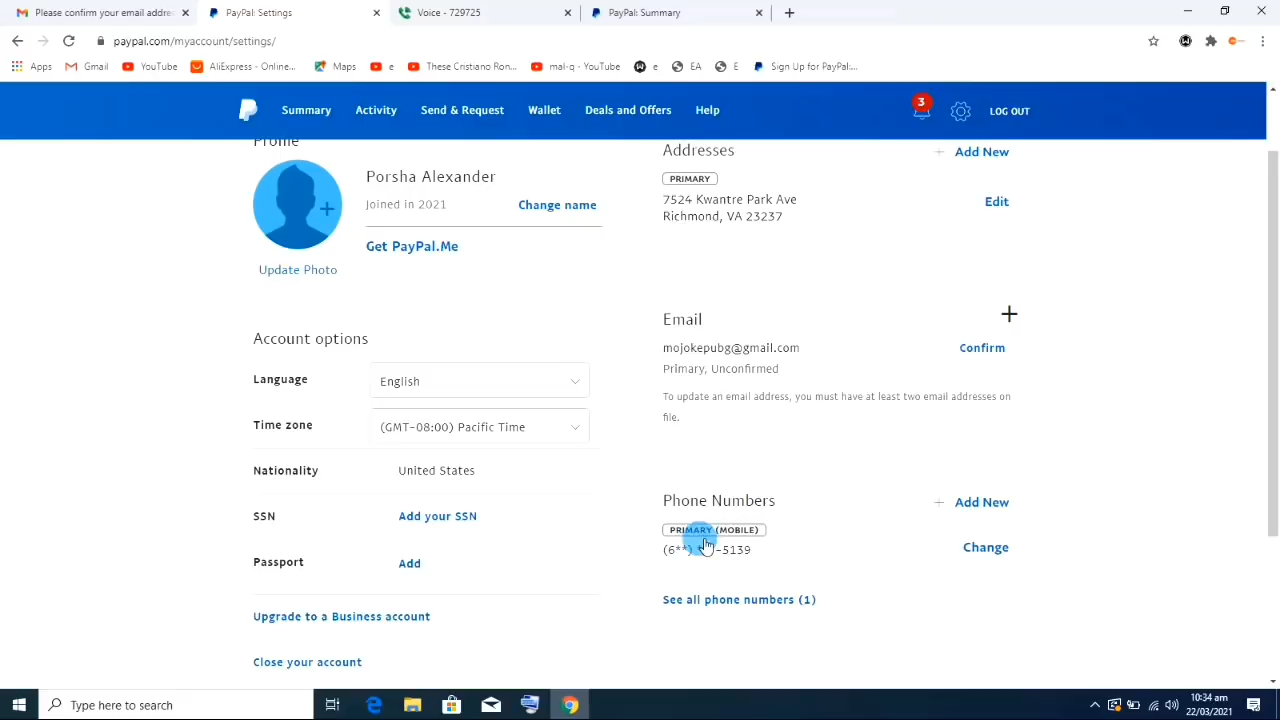 Please confirm your email addre
PayPal: Settings
Voice - 729725
PayPal: Summary
paypal.com/myaccount/settings/
Apps
Gmail
YouTube
AliExpress - Online...
Maps
e
These Cristiano Ron...
mal-q - YouTube
e
EA
E
Sign Up for PayPal:...
Summary
Activity
Send & Request
Wallet
Deals and Offers
Help
3
LOG OUT
Profile
Porsha Alexander
Joined in 2021
Change name
Get PayPal.Me
Update Photo
Account options
Language
English
Time zone
(GMT-08:00) Pacific Time
Nationality
United States
SSN
Add your SSN
Passport
Add
Upgrade to a Business account
Close your account
Addresses
Add New
PRIMARY
7524 Kwantre Park Ave
Richmond, VA 23237
Edit
Email
mojokepubg@gmail.com
Confirm
Primary, Unconfirmed
To update an email address, you must have at least two email addresses on
file.
Phone Numbers
Add New
PRIMARY (MOBILE)
(6**) -5139
Change
See all phone numbers (1)
Type here to search
10:34 am
22/03/2021